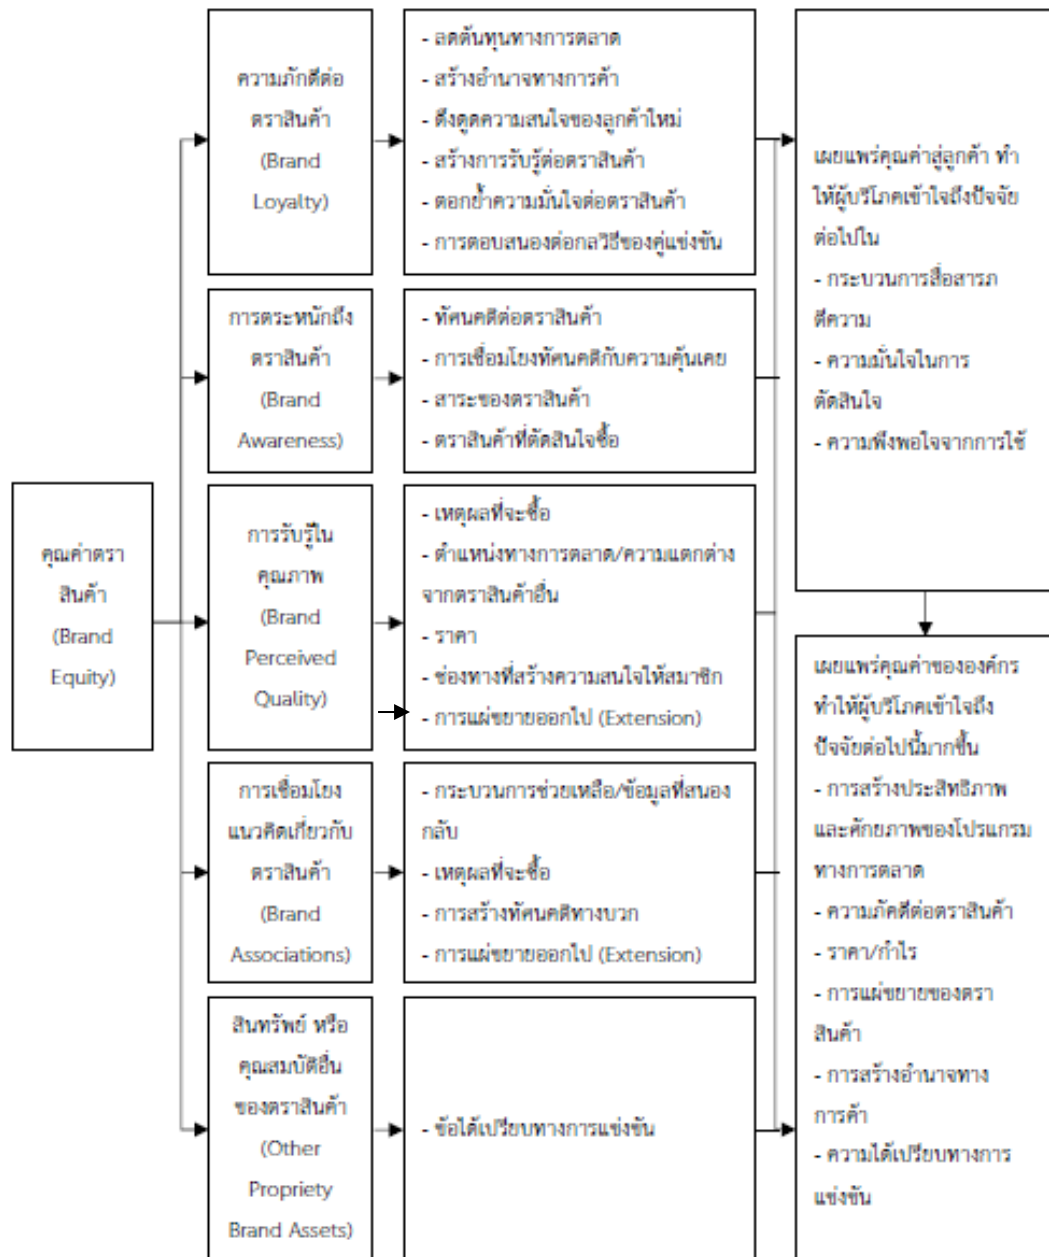 คุณค่าตรา
สินค้า
(Brand
Equity)
ความภักดีต่อ
ตราสินค้า
(Brand
Loyalty)
- ลดต้นทุนทางการตลาด
- สร้างอำนาจทางการค้า
- ดึงดูดความสนใจของลูกค้าใหม่
- สร้างการรับรู้ต่อตราสินค้า
- ตอกย้ำความมั่นใจต่อตราสินค้า
- การตอบสนองต่อกลวิธีของคู่แข่งขัน
การตระหนักถึง
ตราสินค้า
(Brand
Awareness)
- ทัศนคติต่อตราสินค้า
- การเชื่อมโยงทัศนคติกับความคุ้นเคย
- สาระของตราสินค้า
- ตราสินค้าที่ตัดสินใจซื้อ
การรับรู้ใน
คุณภาพ
(Brand
Perceived
Quality)
- เหตุผลที่จะซื้อ
- ตำแหน่งทางการตลาด/ความแตกต่าง
จากตราสินค้าอื่น
- ราคา
- ช่องทางที่สร้างความสนใจให้สมาชิก
- การแผ่ขยายออกไป (Extension)
การเชื่อมโยง
แนวคิดเกี่ยวกับ
ตราสินค้า
(Brand
Associations)
- กระบวนการช่วยเหลือ/ข้อมูลที่สนอง
กลับ
- เหตุผลที่จะซื้อ
- การสร้างทัศนคติทางบวก
- การแผ่ขยายออกไป (Extension)
สินทรัพย์ หรือ
คุณสมบัติอื่น
ของตราสินค้า
(Other
Propriety
Brand Assets)
- ข้อได้เปรียบทางการแข่งขัน
เผยแพร่คุณค่าสู่ลูกค้า ทำ
ให้ผู้บริโภคเข้าใจถึงปัจจัย
ต่อไปใน
- กระบวนการสื่อสารภ
ตีความ
- ความมั่นใจในการ
ตัดสินใจ
- ความพึงพอใจจากการใช้
เผยแพร่คุณค่าขององค์กร
ทำให้ผู้บริโภคเข้าใจถึง
ปัจจัยต่อไปนี้มากขึ้น
- การสร้างประสิทธิภาพ
และศักยภาพของโปรแกรม
ทางการตลาด
- ความภักดีต่อตราสินค้า
- ราคา/กำไร
- การแผ่ขยายของตรา
สินค้า
- การสร้างอำนาจทาง
การค้า
- ความได้เปรียบทางการ
แข่งขัน